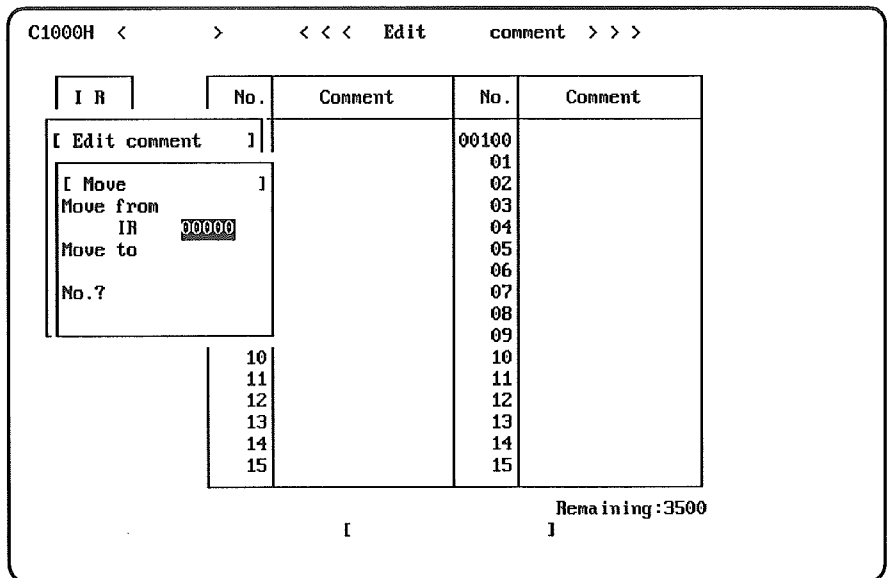 C1000H < > < < < Edit comment > > >
I R No. Comment No. Comment
[ Edit comment ] 00100
01
[ Move ] 02
Move from 03
IR 00000 04
Move to 05
06
No.? 07
08
09
10 10
11 11
12 12
13 13
14 14
15 15
Remaining:3500
[ ]